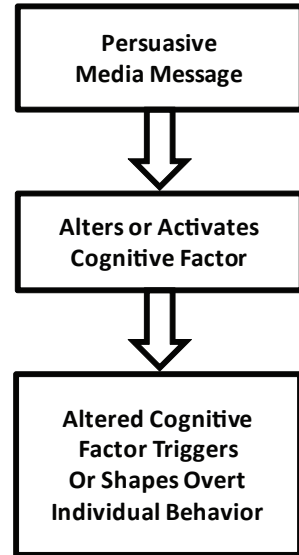 Persuasive
Media Message
Alters or Activates
Cognitive Factor
Altered Cognitive
Factor Triggers
Or Shapes Overt
Individual Behavior